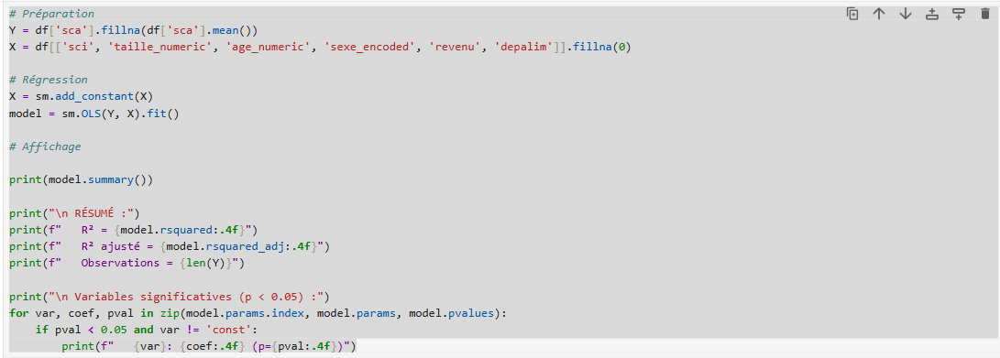 # Préparation
Y = df['sca'].fillna(df['sca'].mean())
X = df[['sci', 'taille_numeric', 'age_numeric', 'sexe_encoded', 'revenu', 'depalim']].fillna(0)
# Régression
X = sm.add_constant(X)
model = sm.OLS(Y, X).fit()
# Affichage
print(model.summary())
print("\n RÉSUMÉ :")
print(f"   R² = {model.rsquared:.4f}")
print(f"   R² ajusté = {model.rsquared_adj:.4f}")
print(f"   Observations = {len(Y)}")
print("\n Variables significatives (p < 0.05) :")
for var, coef, pval in zip(model.params.index, model.params, model.pvalues):
    if pval < 0.05 and var != 'const':
        print(f"   {var}: {coef:.4f} (p={pval:.4f})")